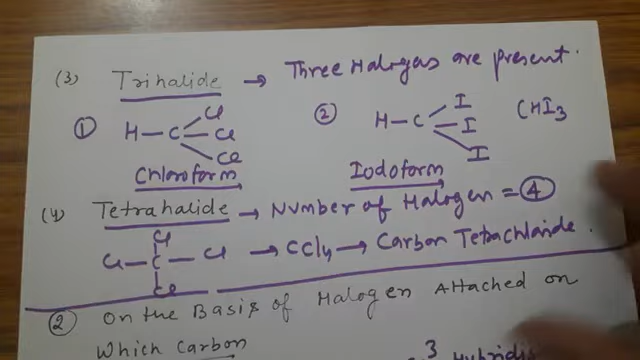 (3) Trihalide → Three Halogens are present.
① H—C—Cl Cl Cl ② H—C—I I I CHI3
Chloroform Iodoform
(4) Tetrahalide → Number of Halogen = ④
Cl—C—Cl Cl Cl → CCl4 → Carbon Tetrachloride.
② On the Basis of Halogen Attached on
Which Carbon
3